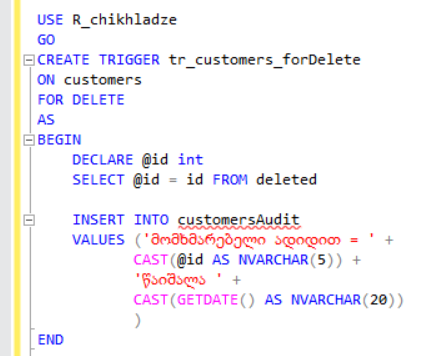 USE R_chikhladze
GO
CREATE TRIGGER tr_customers_forDelete
ON customers
FOR DELETE
AS
BEGIN
DECLARE @id int
SELECT @id = id FROM deleted
INSERT INTO customersAudit
VALUES ('მომხმარებელი აიდით = ' +
CAST(@id AS NVARCHAR(5)) +
'წაიშალა ' +
CAST(GETDATE() AS NVARCHAR(20))
)
END